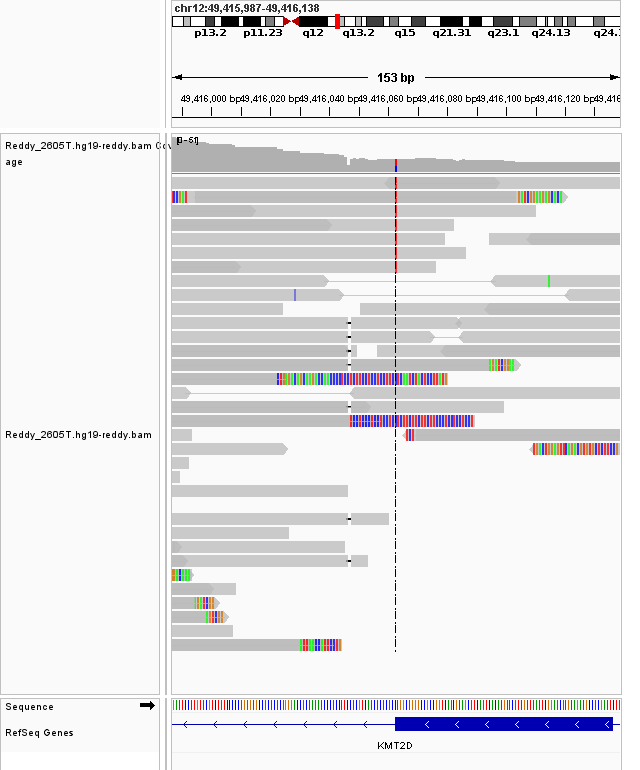 chr12:49,415,987-49,416,138
p13.2 p11.23 q12 q13.2 q15 q21.31 q23.1 q24.13 q24.
153 bp
49,416,000 bp 49,416,020 bp 49,416,040 bp 49,416,060 bp 49,416,080 bp 49,416,100 bp 49,416,120 bp 49,416
Reddy_2605T.hg19-reddy.bam Cov
age
[0-51]
Reddy_2605T.hg19-reddy.bam
Sequence
RefSeq Genes
KMT2D